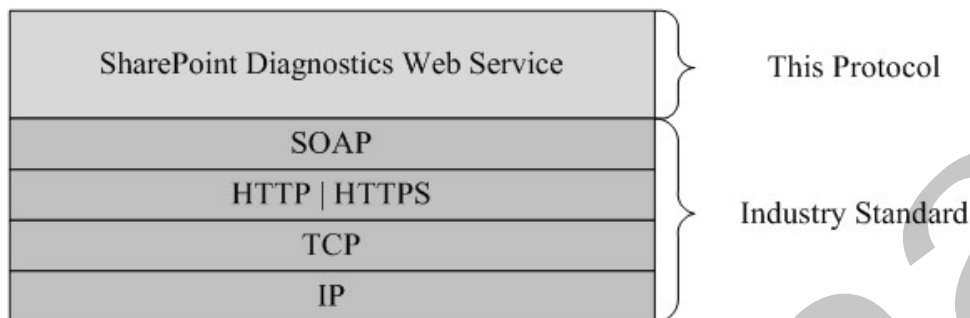 SharePoint Diagnostics Web Service
This Protocol
SOAP
HTTP | HTTPS
TCP
IP
Industry Standard